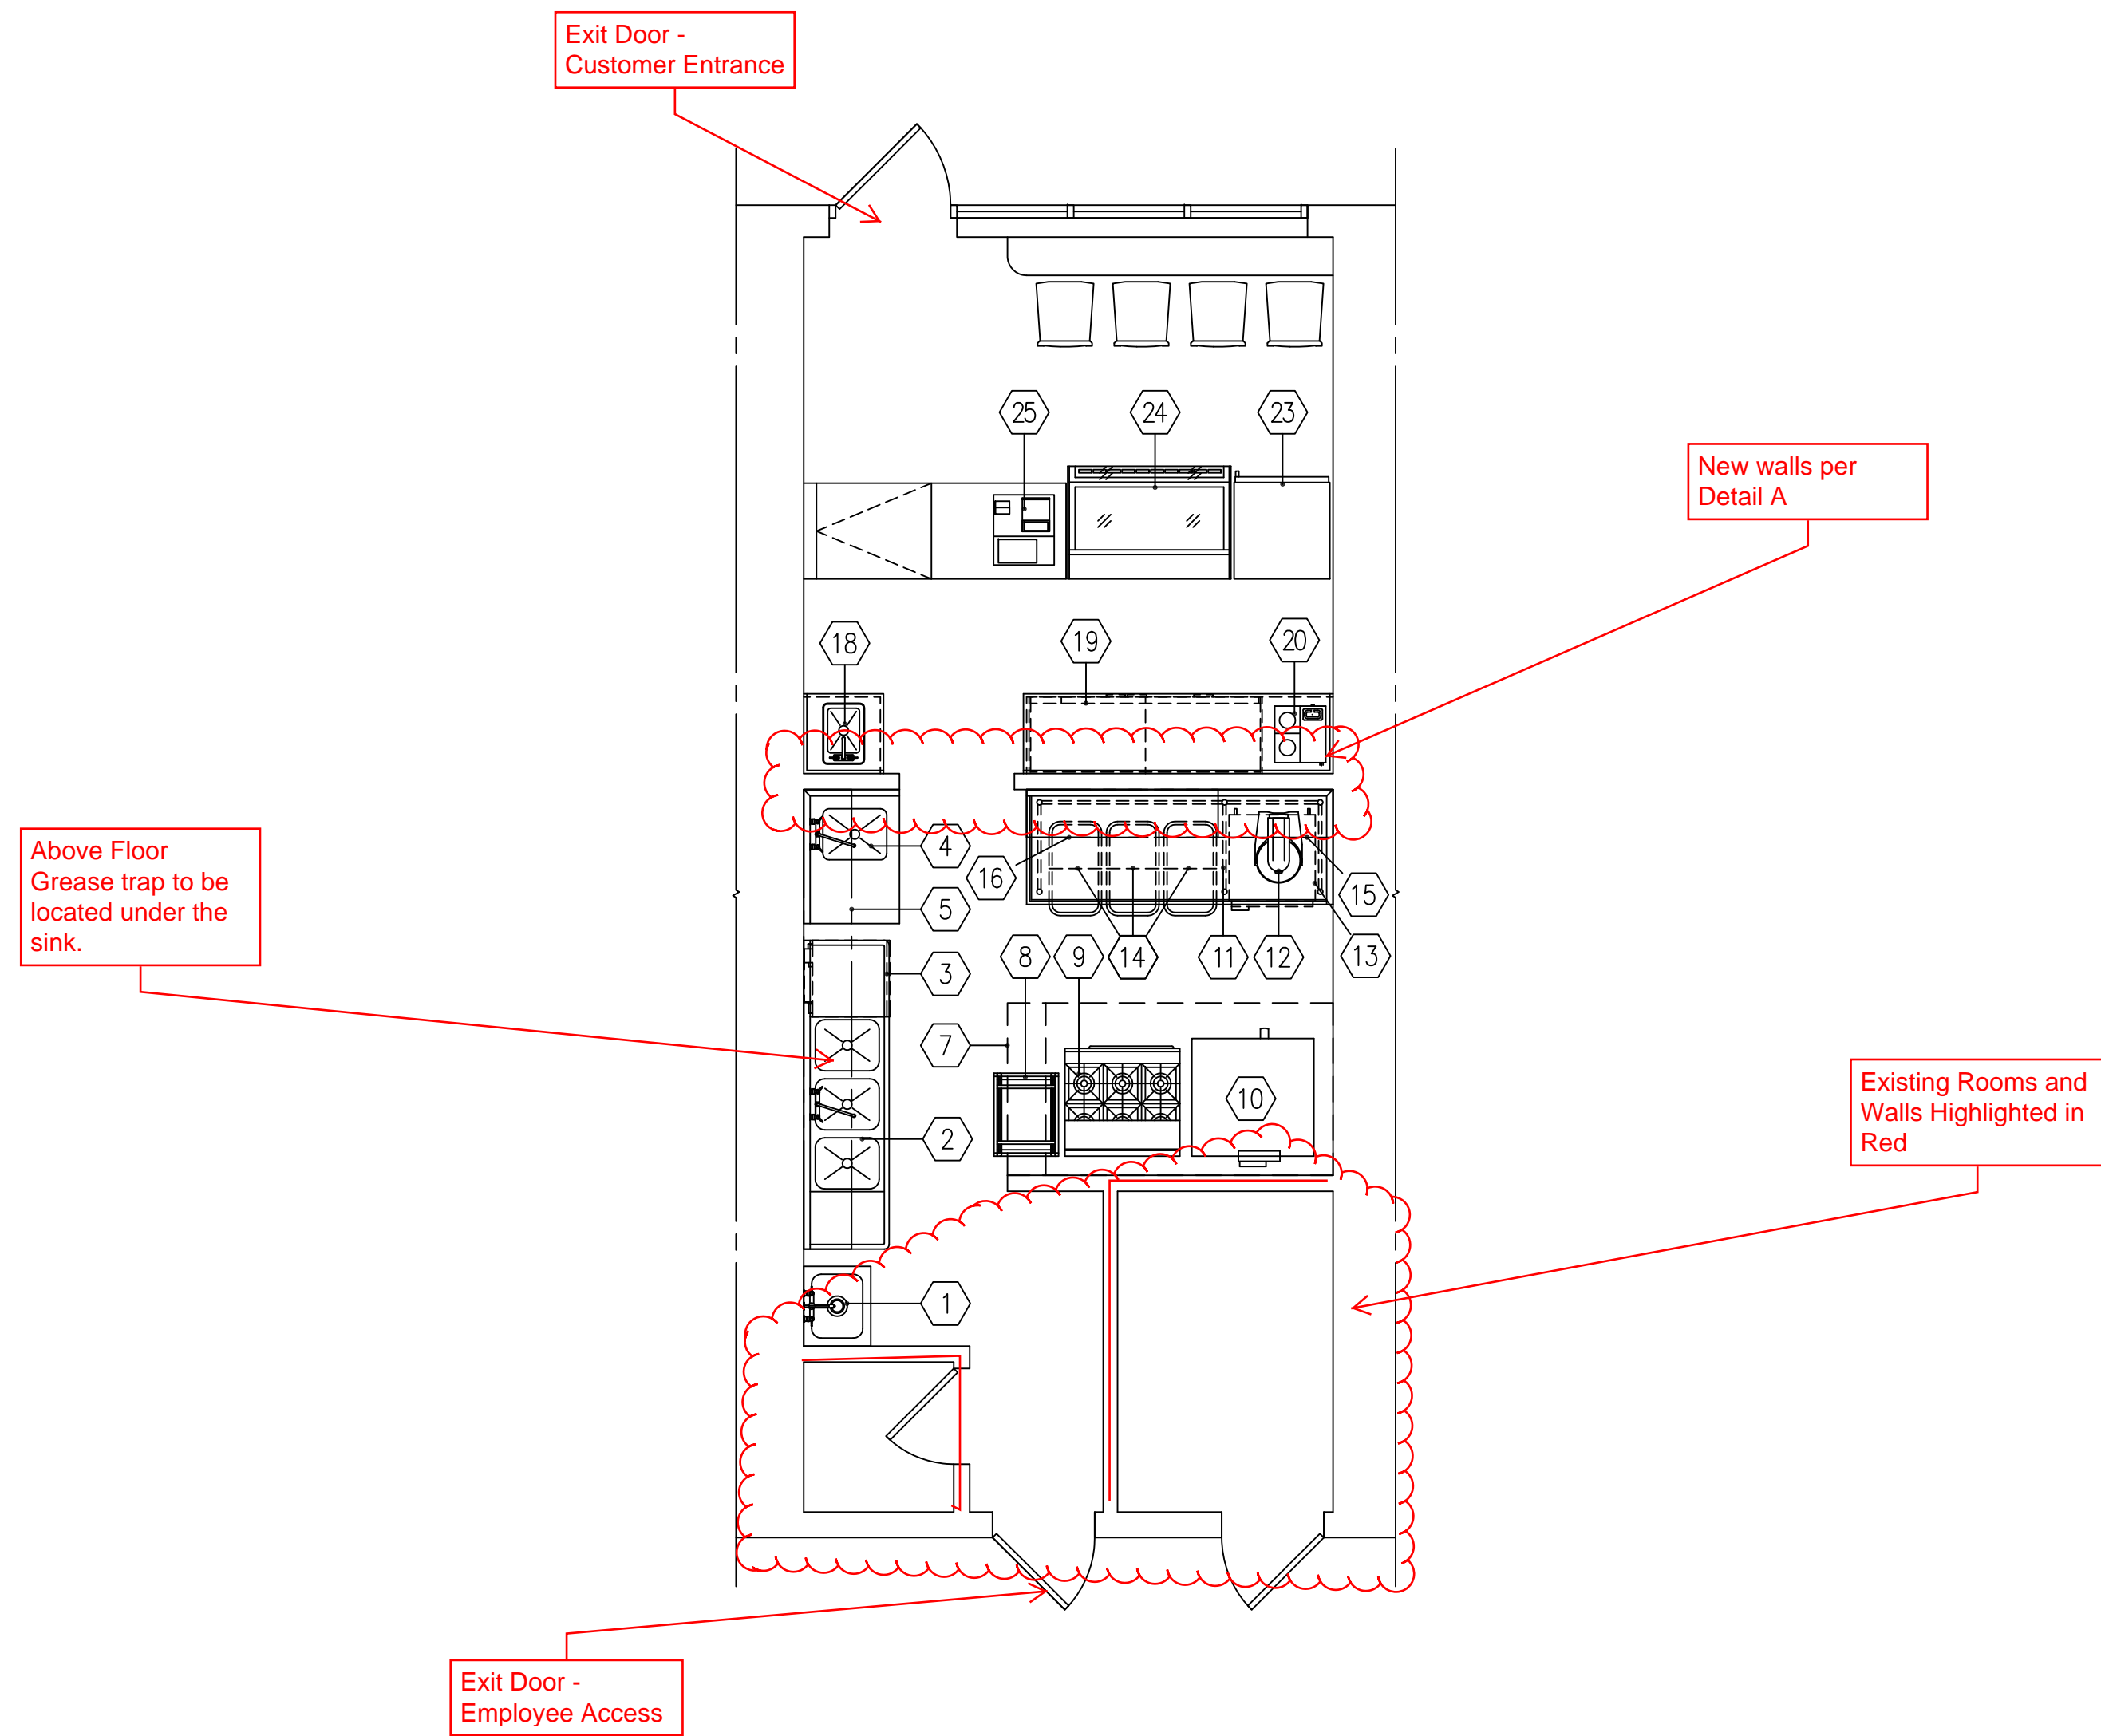 Exit Door -
Customer Entrance
25
24
23
New walls per
Detail A
18
19
20
Above Floor
Grease trap to be
located under the
sink.
4
16
15
5
3
8
9
14
11
12
13
7
10
2
Existing Rooms and
Walls Highlighted in
Red
1
Exit Door -
Employee Access